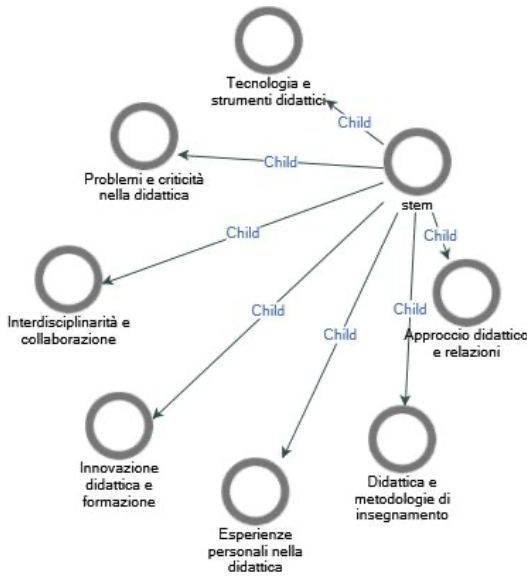 Tecnologia e
strumenti didattici
Child
Problemi e criticità
nella didattica
Child
stem
Child
Child
Interdisciplinarità e
collaborazione
Child
Child
Child
Approccio didattico
e relazioni
Innovazione
didattica e
formazione
Didattica e
metodologie di
insegnamento
Esperienze
personali nella
didattica